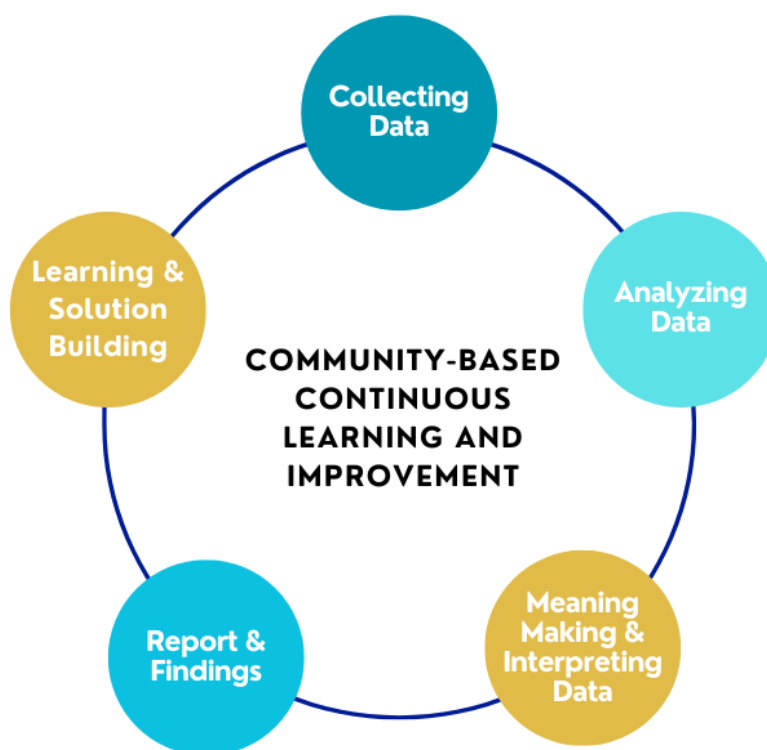 Collecting
Data
Analyzing
Data
Meaning
Making &
Interpreting
Data
Report &
Findings
Learning &
Solution
Building
COMMUNITY-BASED
CONTINUOUS
LEARNING AND
IMPROVEMENT